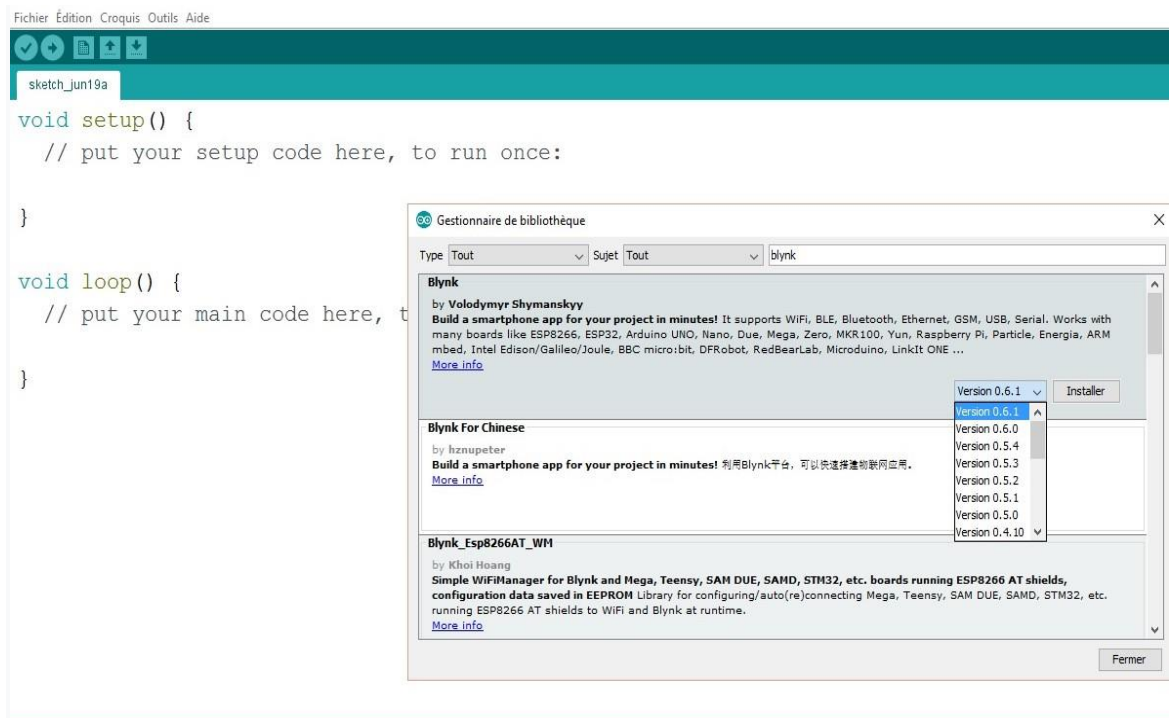 Fichier Édition Croquis Outils Aide
sketch_jun19a
void setup() {
// put your setup code here, to run once:
}
void loop() {
// put your main code here, t
}
Gestionnaire de bibliothèque
Type Tout Sujet Tout blynk
Blynk
by Volodymyr Shymanskyy
Build a smartphone app for your project in minutes! It supports WiFi, BLE, Bluetooth, Ethernet, GSM, USB, Serial. Works with
many boards like ESP8266, ESP32, Arduino UNO, Nano, Due, Mega, Zero, MKR100, Yun, Raspberry Pi, Particle, Energia, ARM
mbed, Intel Edison/Galileo/Joule, BBC micro:bit, DFRobot, RedBearLab, Microduino, LinkIt ONE ...
More info
Version 0.6.1 Installer
Version 0.6.1
Version 0.6.0
Version 0.5.4
Version 0.5.3
Version 0.5.2
Version 0.5.1
Version 0.5.0
Version 0.4.10
Blynk For Chinese
by hznupeter
Build a smartphone app for your project in minutes! 利用Blynk平台，可以快速搭建物联网应用。
More info
Blynk_Esp8266AT_WM
by Khoi Hoang
Simple WiFiManager for Blynk and Mega, Teensy, SAM DUE, SAMD, STM32, etc. boards running ESP8266 AT shields,
configuration data saved in EEPROM Library for configuring/auto(re)connecting Mega, Teensy, SAM DUE, SAMD, STM32, etc.
running ESP8266 AT shields to WiFi and Blynk at runtime.
More info
Fermer